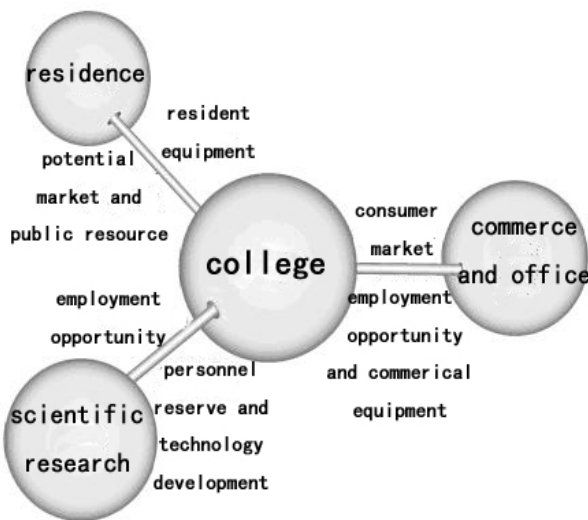 residence
resident
equipment
potential
market and
public resource
college
consumer
market
commerce
and office
employment
opportunity
and commerical
equipment
employment
opportunity
personnel
reserve and
technology
development
scientific
research